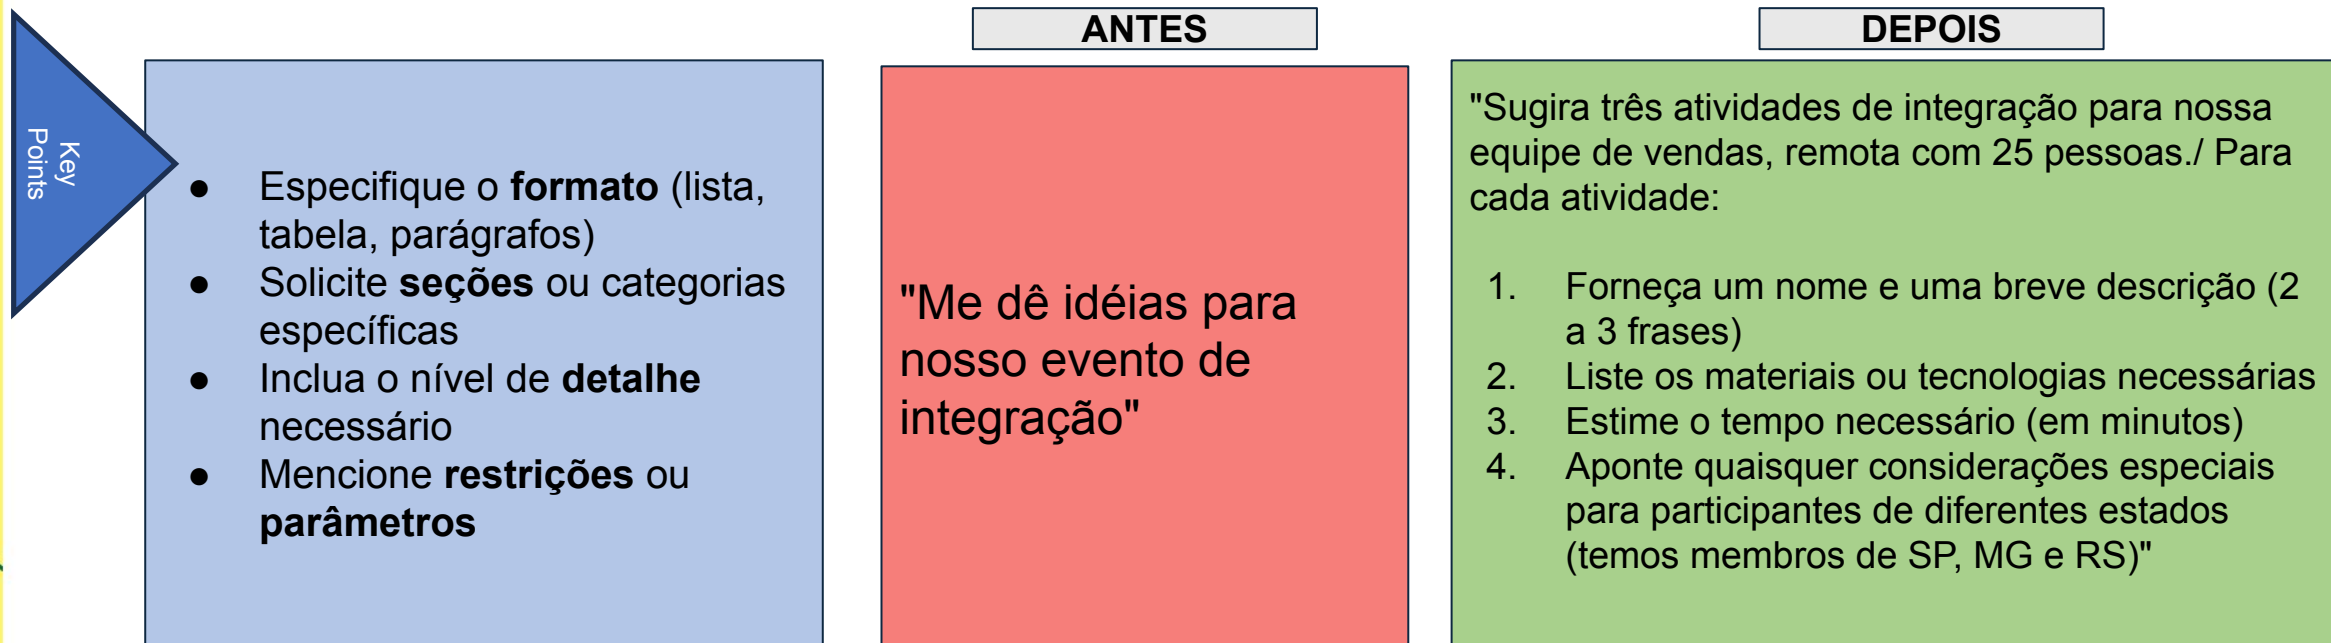 Key
Points
● Especifique o formato (lista,
tabela, parágrafos)
● Solicite seções ou categorias
específicas
● Inclua o nível de detalhe
necessário
● Mencione restrições ou
parâmetros
ANTES
"Me dê idéias para
nosso evento de
integração"
DEPOIS
"Sugira três atividades de integração para nossa
equipe de vendas, remota com 25 pessoas./ Para
cada atividade:
1. Forneça um nome e uma breve descrição (2
a 3 frases)
2. Liste os materiais ou tecnologias necessárias
3. Estime o tempo necessário (em minutos)
4. Aponte quaisquer considerações especiais
para participantes de diferentes estados
(temos membros de SP, MG e RS)"